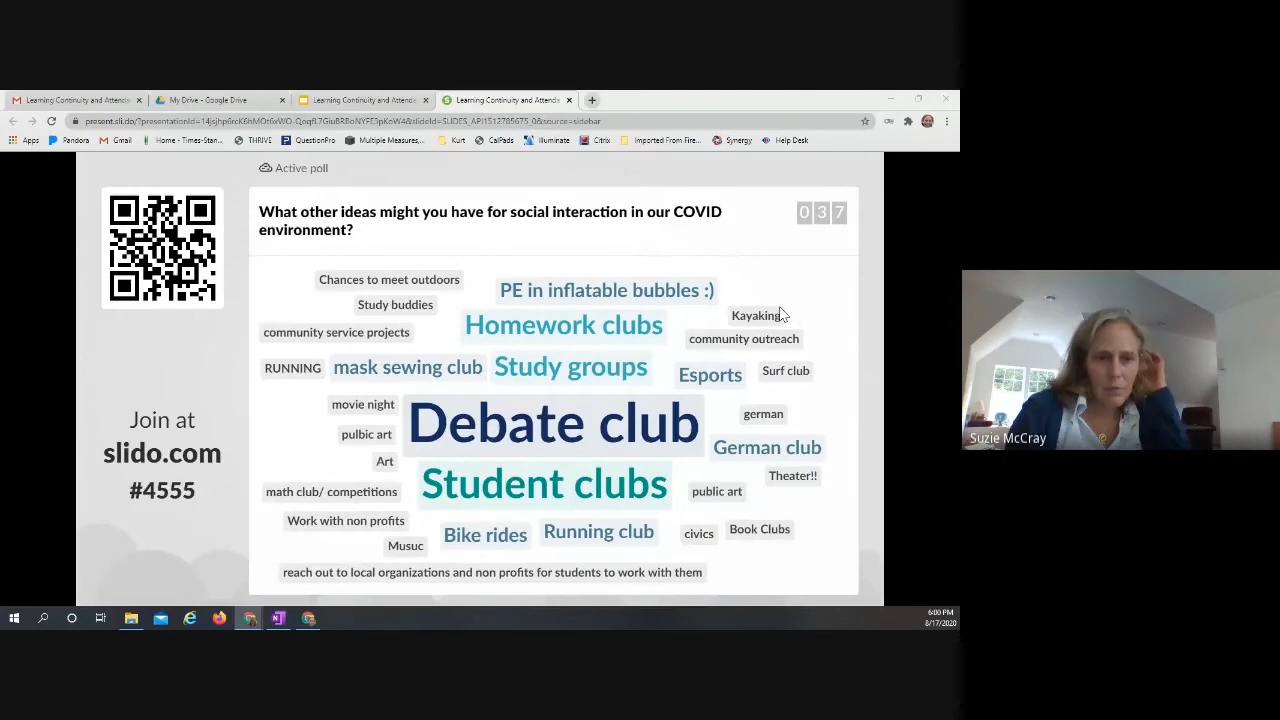 Learning Continuity and Attend
My Drive - Google Drive
Learning Continuity and Attend
Learning Continuity and Attend
Apps
Pandora
Gmail
Home - Times-Stan...
THRIVE
QuestionPro
Multiple Measures,...
Kurt
CalPads
Illuminate
Citrix
Imported From Fire...
Synergy
Help Desk
Active poll
What other ideas might you have for social interaction in our COVID
environment?
037
Chances to meet outdoors
PE in inflatable bubbles :)
Study buddies
Kayaking
community service projects
Homework clubs
community outreach
RUNNING
mask sewing club
Study groups
Esports
Surf club
movie night
Debate club
german
pulbic art
German club
Art
Student clubs
Theater!!
math club/ competitions
public art
Work with non profits
Bike rides
Running club
civics
Book Clubs
Musuc
reach out to local organizations and non profits for students to work with them
Join at
slido.com
#4555
Suzie McCray
6:00 PM
8/17/2020